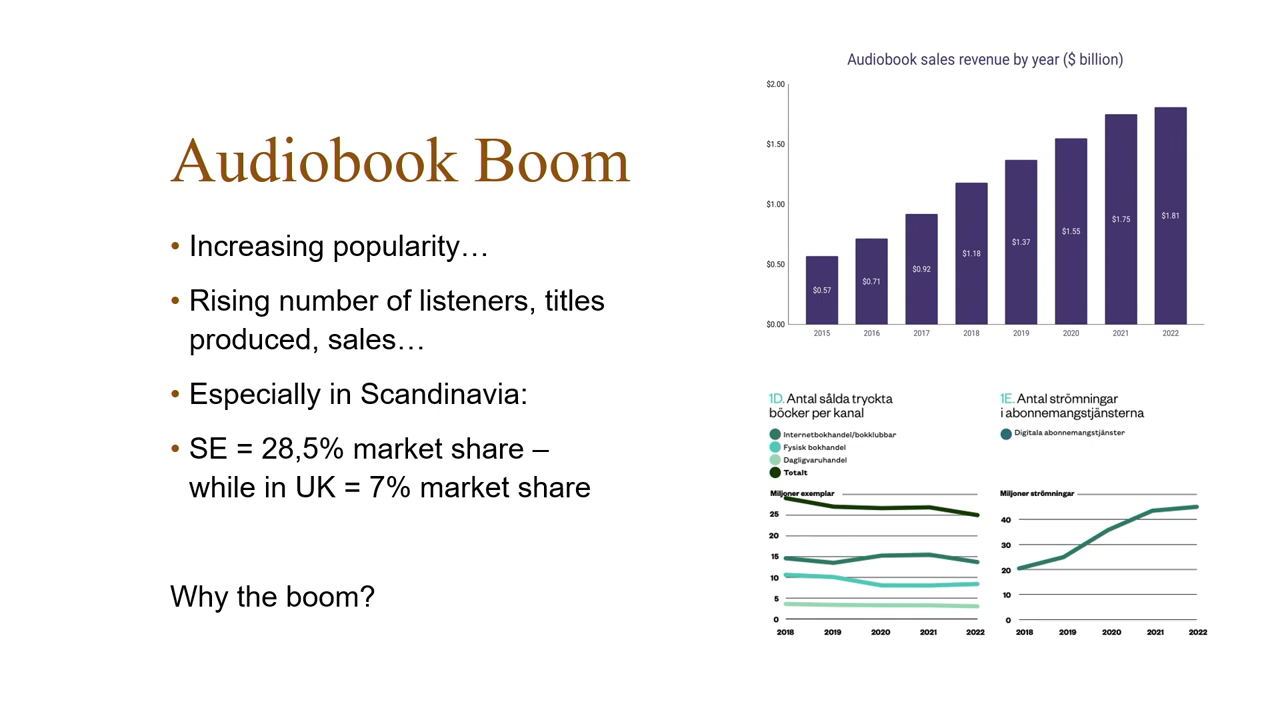 Audiobook Boom
• Increasing popularity…
• Rising number of listeners, titles
produced, sales…
• Especially in Scandinavia:
• SE = 28,5% market share –
while in UK = 7% market share
Why the boom?
Audiobook sales revenue by year ($ billion)
$2.00
$1.50
$1.00
$0.50
$0.00
$0.57
$0.71
$0.92
$1.18
$1.37
$1.55
$1.75
$1.81
2015 2016 2017 2018 2019 2020 2021 2022
1D. Antal sålda tryckta
böcker per kanal
Internetbokhandel/bokklubbar
Fysisk bokhandel
Dagligvaruhandel
Totalt
Miljoner exemplar
25
20
15
10
5
0
2018 2019 2020 2021 2022
1E. Antal strömningar
i abonnemangstjänsterna
Digitala abonnemangstjänster
Miljoner strömningar
40
30
20
10
0
2018 2019 2020 2021 2022